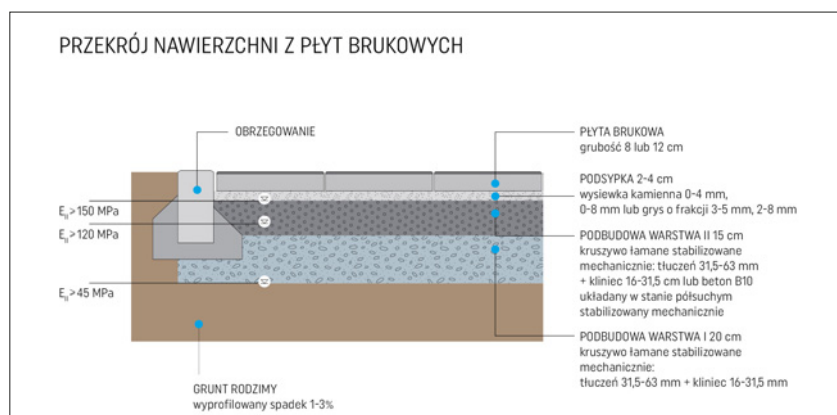 PRZEKRÓJ NAWIERZCHNI Z PŁYT BRUKOWYCH
OBRZEGOWANIE
E_II > 150 MPa
E_II > 120 MPa
E_II > 45 MPa
GRUNT RODZIMY
wyprofilowany spadek 1-3%
PŁYTA BRUKOWA
grubość 8 lub 12 cm
PODSYPKA 2-4 cm
wysiewka kamienna 0-4 mm,
0-8 mm lub grys o frakcji 3-5 mm, 2-8 mm
PODBUDOWA WARSTWA II 15 cm
kruszywo łamane stabilizowane
mechanicznie: tłuczeń 31,5-63 mm
+ kliniec 16-31,5 cm lub beton B10
układany w stanie półsuchym
stabilizowany mechanicznie
PODBUDOWA WARSTWA I 20 cm
kruszywo łamane stabilizowane
mechanicznie:
tłuczeń 31,5-63 mm + kliniec 16-31,5 mm